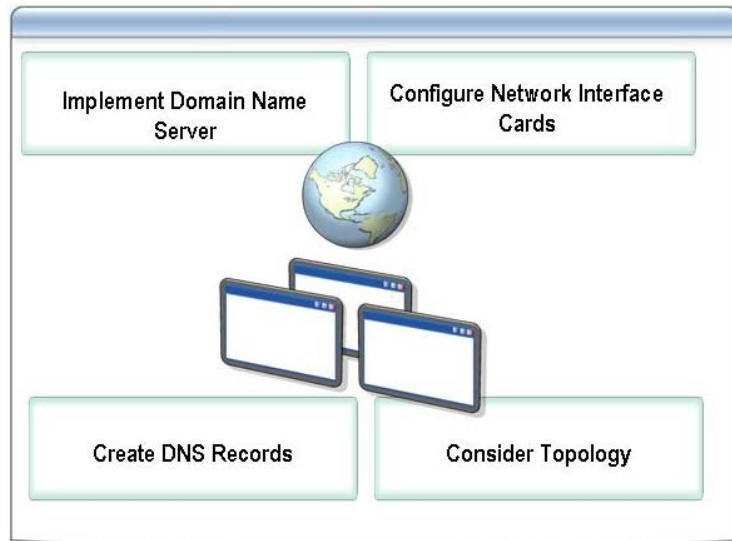 Implement Domain Name
Server
Configure Network Interface
Cards
Create DNS Records
Consider Topology